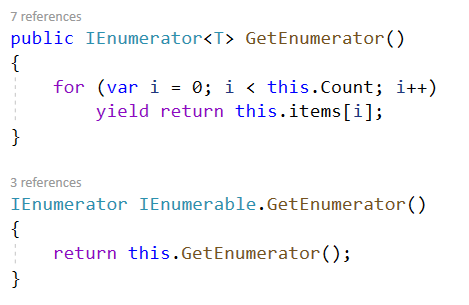 7 references
public IEnumerator<T> GetEnumerator()
{
    for (var i = 0; i < this.Count; i++)
        yield return this.items[i];
}
3 references
IEnumerator IEnumerable.GetEnumerator()
{
    return this.GetEnumerator();
}